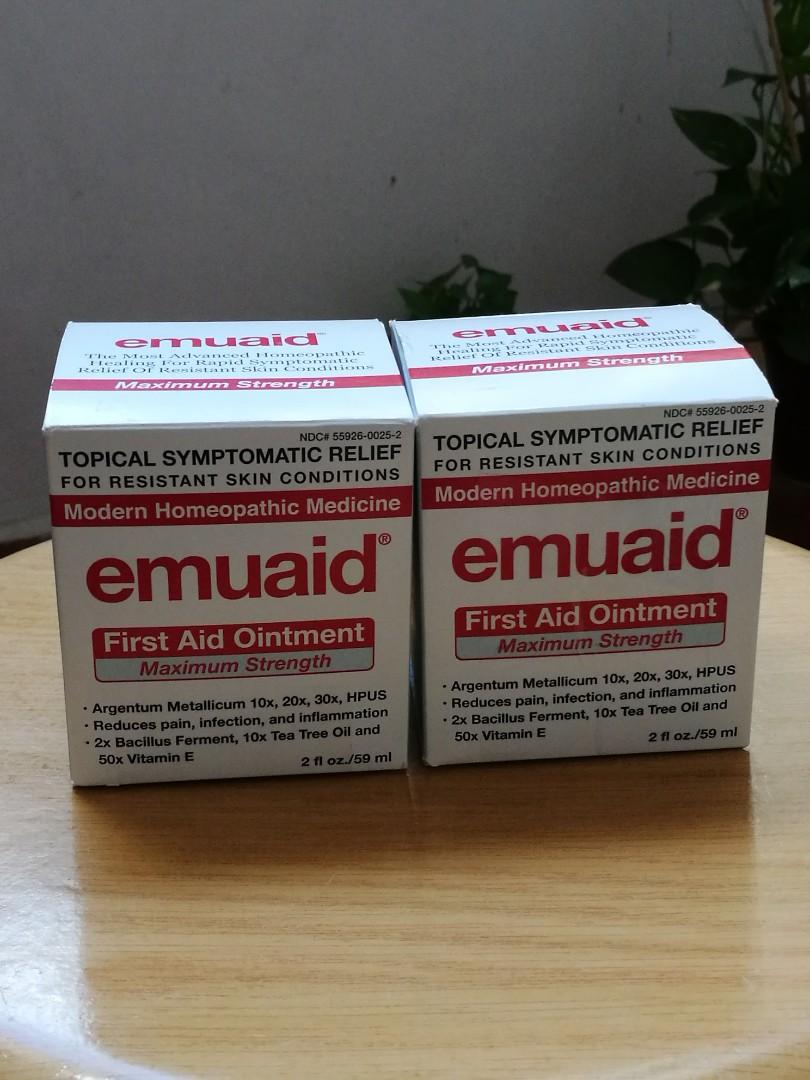 emuaid™
The Most Advanced Homeopathic
Healing For Rapid Symptomatic
Relief Of Resistant Skin Conditions
Maximum Strength
NDC# 55926-0025-2
TOPICAL SYMPTOMATIC RELIEF
FOR RESISTANT SKIN CONDITIONS
Modern Homeopathic Medicine
emuaid®
First Aid Ointment
Maximum Strength
· Argentum Metallicum 10x, 20x, 30x, HPUS
· Reduces pain, infection, and inflammation
· 2x Bacillus Ferment, 10x Tea Tree Oil and
50x Vitamin E
2 fl oz./59 ml
emuaid™
The Most Advanced Homeopathic
Healing For Rapid Symptomatic
Relief Of Resistant Skin Conditions
Maximum Strength
NDC# 55926-0025-2
TOPICAL SYMPTOMATIC RELIEF
FOR RESISTANT SKIN CONDITIONS
Modern Homeopathic Medicine
emuaid®
First Aid Ointment
Maximum Strength
· Argentum Metallicum 10x, 20x, 30x, HPUS
· Reduces pain, infection, and inflammation
· 2x Bacillus Ferment, 10x Tea Tree Oil and
50x Vitamin E
2 fl oz./59 ml